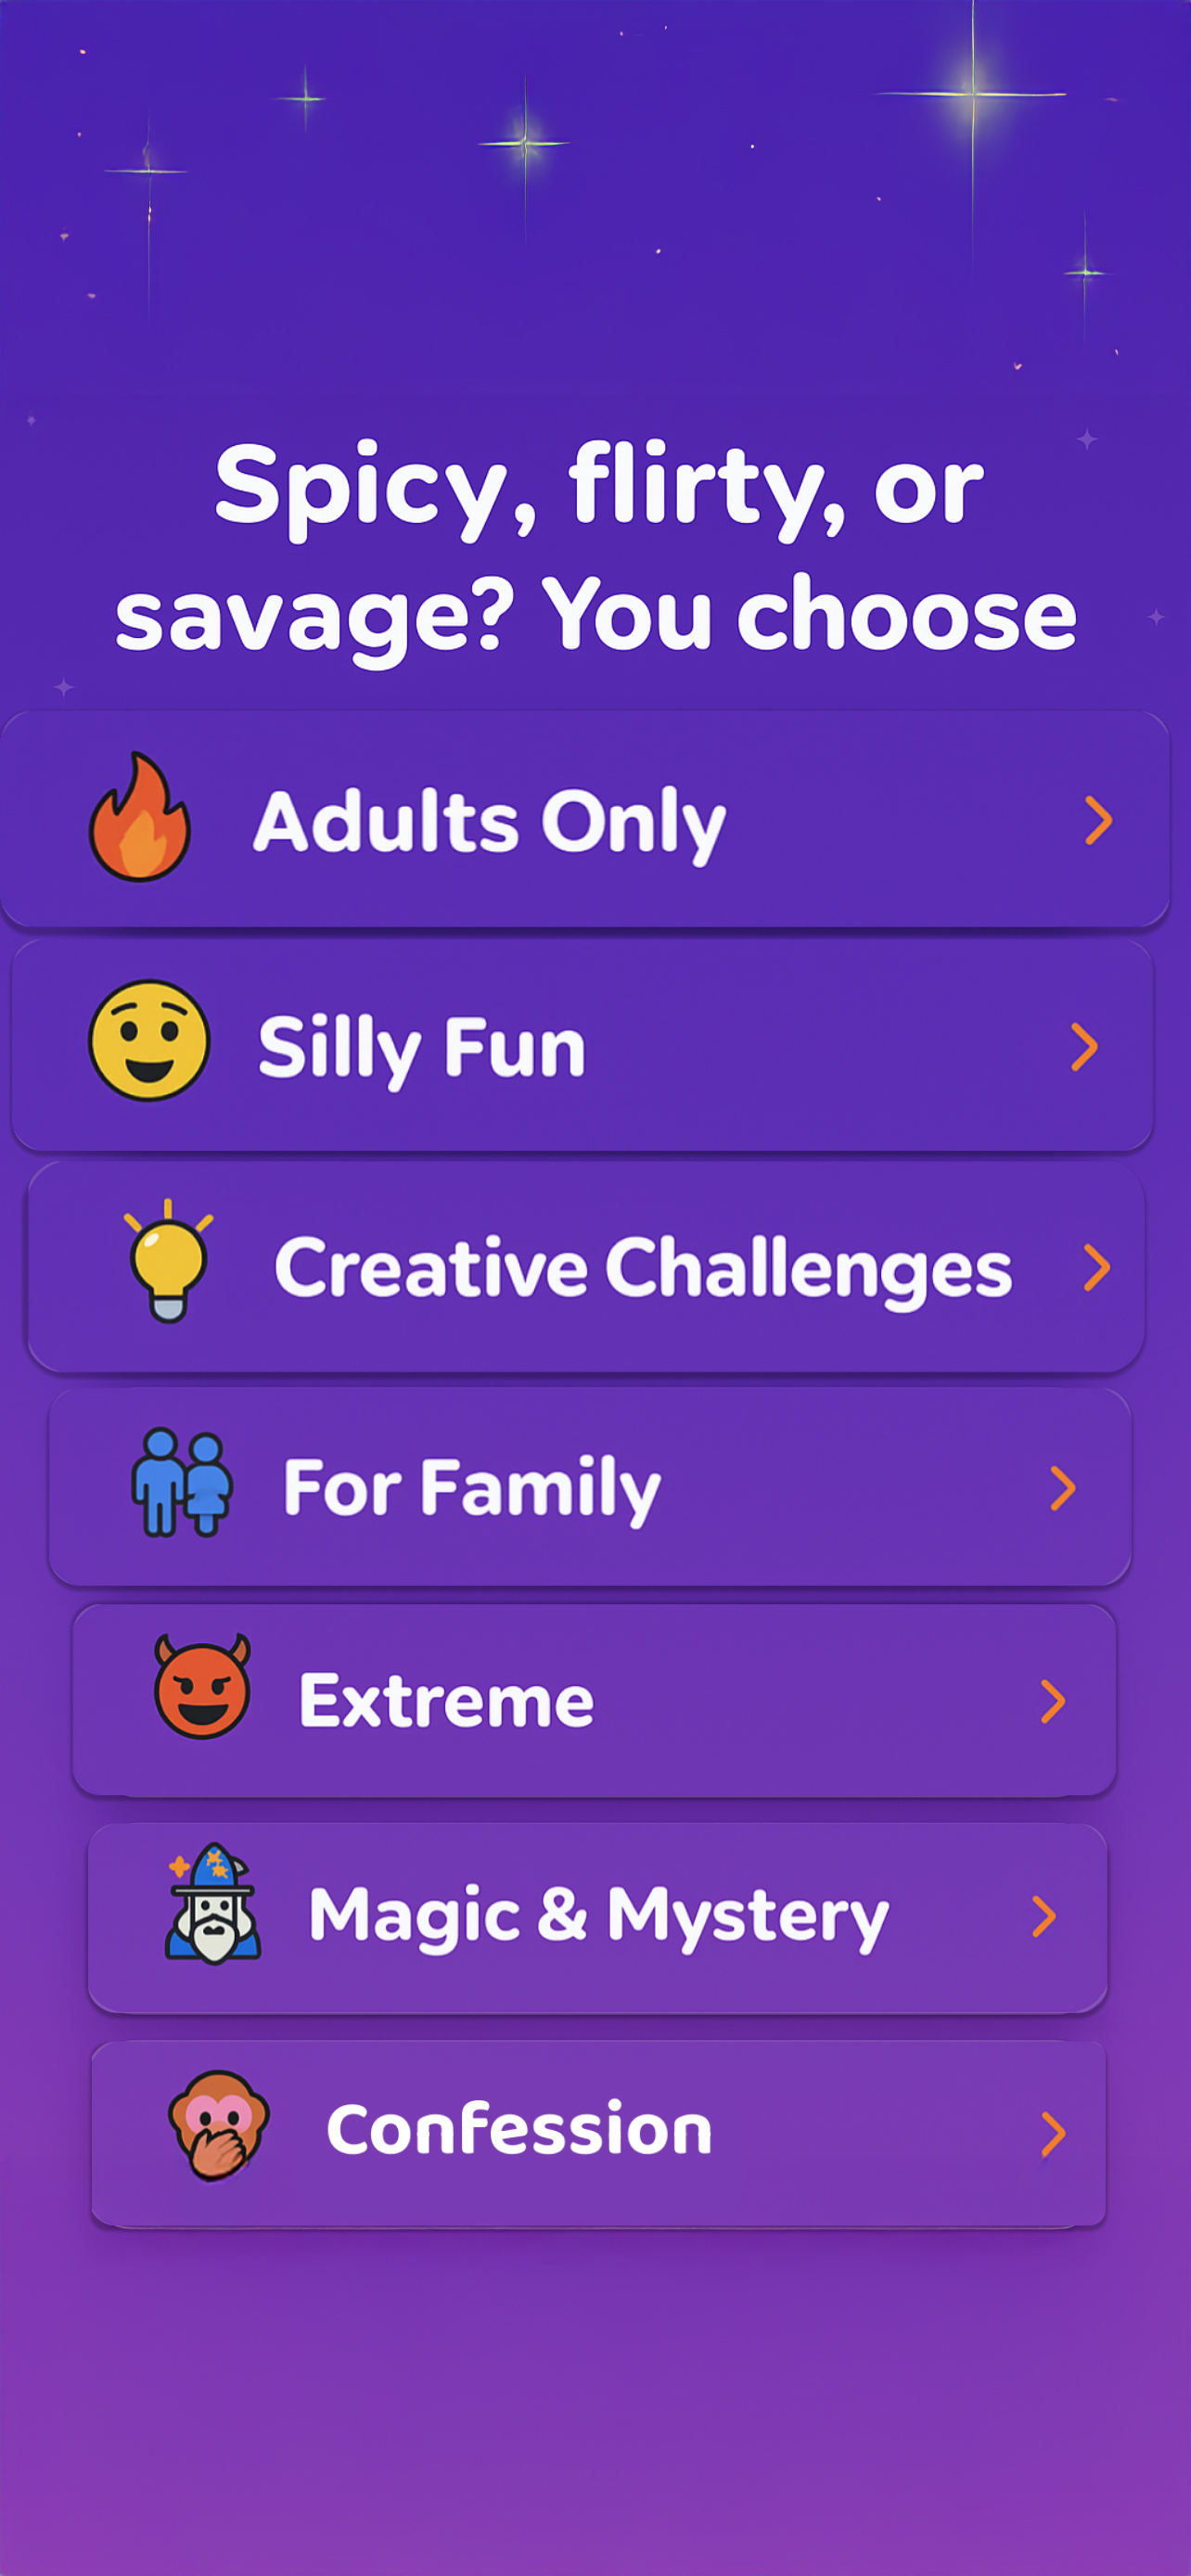 Spicy, flirty, or
savage? You choose
Adults Only
Silly Fun
Creative Challenges
For Family
Extreme
Magic & Mystery
Confession